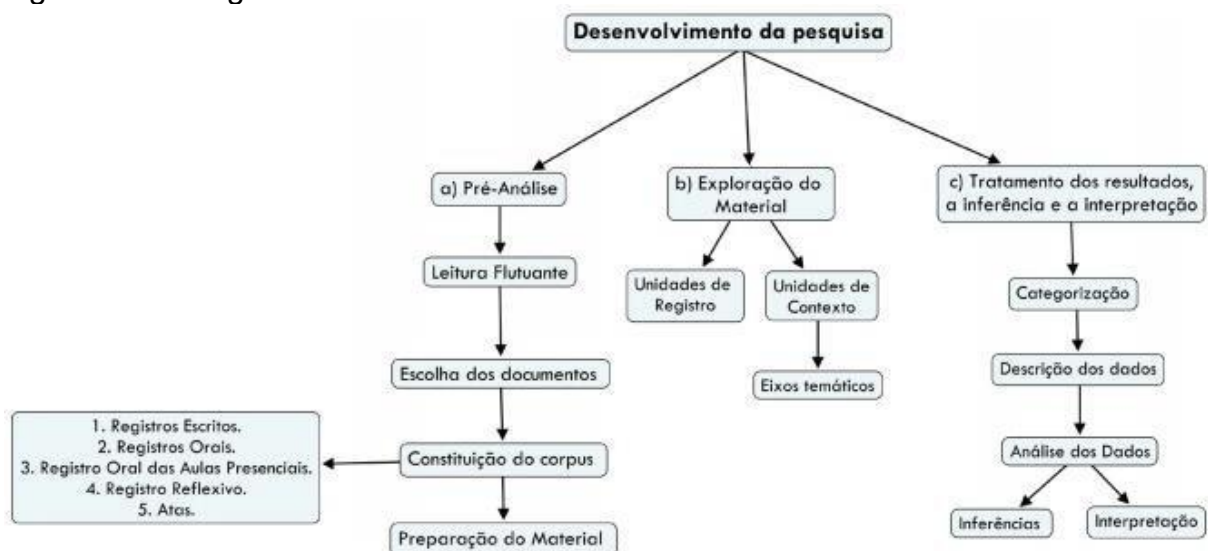 Desenvolvimento da pesquisa
a) Pré-Análise
Leitura Flutuante
Escolha dos documentos
Constituição do corpus
1. Registros Escritos.
2. Registros Orais.
3. Registro Oral das Aulas Presenciais.
4. Registro Reflexivo.
5. Atas.
Preparação do Material
b) Exploração do
Material
Unidades de
Registro
Unidades de
Contexto
Eixos temáticos
c) Tratamento dos resultados,
a inferência e a interpretação
Categorização
Descrição dos dados
Análise dos Dados
Inferências
Interpretação